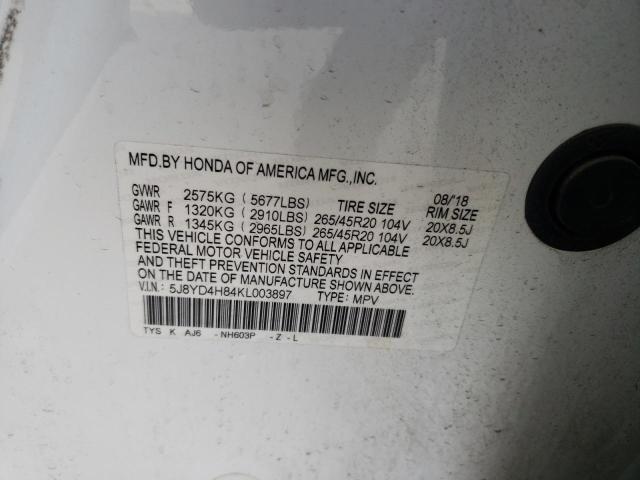 MFD.BY HONDA OF AMERICA MFG.,INC.
GVWR 2575KG ( 5677LBS) TIRE SIZE 08/'18 RIM SIZE
GAWR F 1320KG ( 2910LBS) 265/45R20 104V 20X8.5J
GAWR R 1345KG ( 2965LBS) 265/45R20 104V 20X8.5J
THIS VEHICLE CONFORMS TO ALL APPLICABLE
FEDERAL MOTOR VEHICLE SAFETY
AND THEFT PREVENTION STANDARDS IN EFFECT
ON THE DATE OF MANUFACTURE SHOWN ABOVE.
V.I.N.: 5J8YD4H84KL003897 TYPE: MPV
TYS K AJ6 - NH603P - Z - L